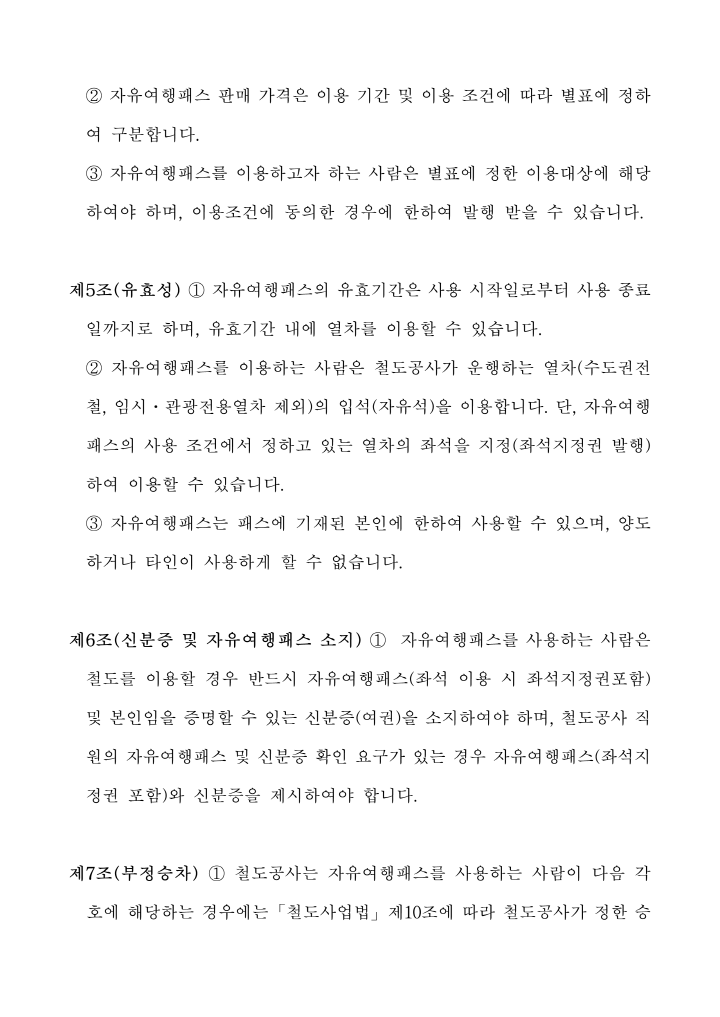 ② 자유여행패스 판매 가격은 이용 기간 및 이용 조건에 따라 별표에 정하
여 구분합니다.
③ 자유여행패스를 이용하고자 하는 사람은 별표에 정한 이용대상에 해당
하여야 하며, 이용조건에 동의한 경우에 한하여 발행 받을 수 있습니다.
제5조(유효성) ① 자유여행패스의 유효기간은 사용 시작일로부터 사용 종료
일까지로 하며, 유효기간 내에 열차를 이용할 수 있습니다.
② 자유여행패스를 이용하는 사람은 철도공사가 운행하는 열차(수도권전
철, 임시・관광전용열차 제외)의 입석(자유석)을 이용합니다. 단, 자유여행
패스의 사용 조건에서 정하고 있는 열차의 좌석을 지정(좌석지정권 발행)
하여 이용할 수 있습니다.
③ 자유여행패스는 패스에 기재된 본인에 한하여 사용할 수 있으며, 양도
하거나 타인이 사용하게 할 수 없습니다.
제6조(신분증 및 자유여행패스 소지) ① 자유여행패스를 사용하는 사람은
철도를 이용할 경우 반드시 자유여행패스(좌석 이용 시 좌석지정권포함)
및 본인임을 증명할 수 있는 신분증(여권)을 소지하여야 하며, 철도공사 직
원의 자유여행패스 및 신분증 확인 요구가 있는 경우 자유여행패스(좌석지
정권 포함)와 신분증을 제시하여야 합니다.
제7조(부정승차) ① 철도공사는 자유여행패스를 사용하는 사람이 다음 각
호에 해당하는 경우에는「철도사업법」제10조에 따라 철도공사가 정한 승